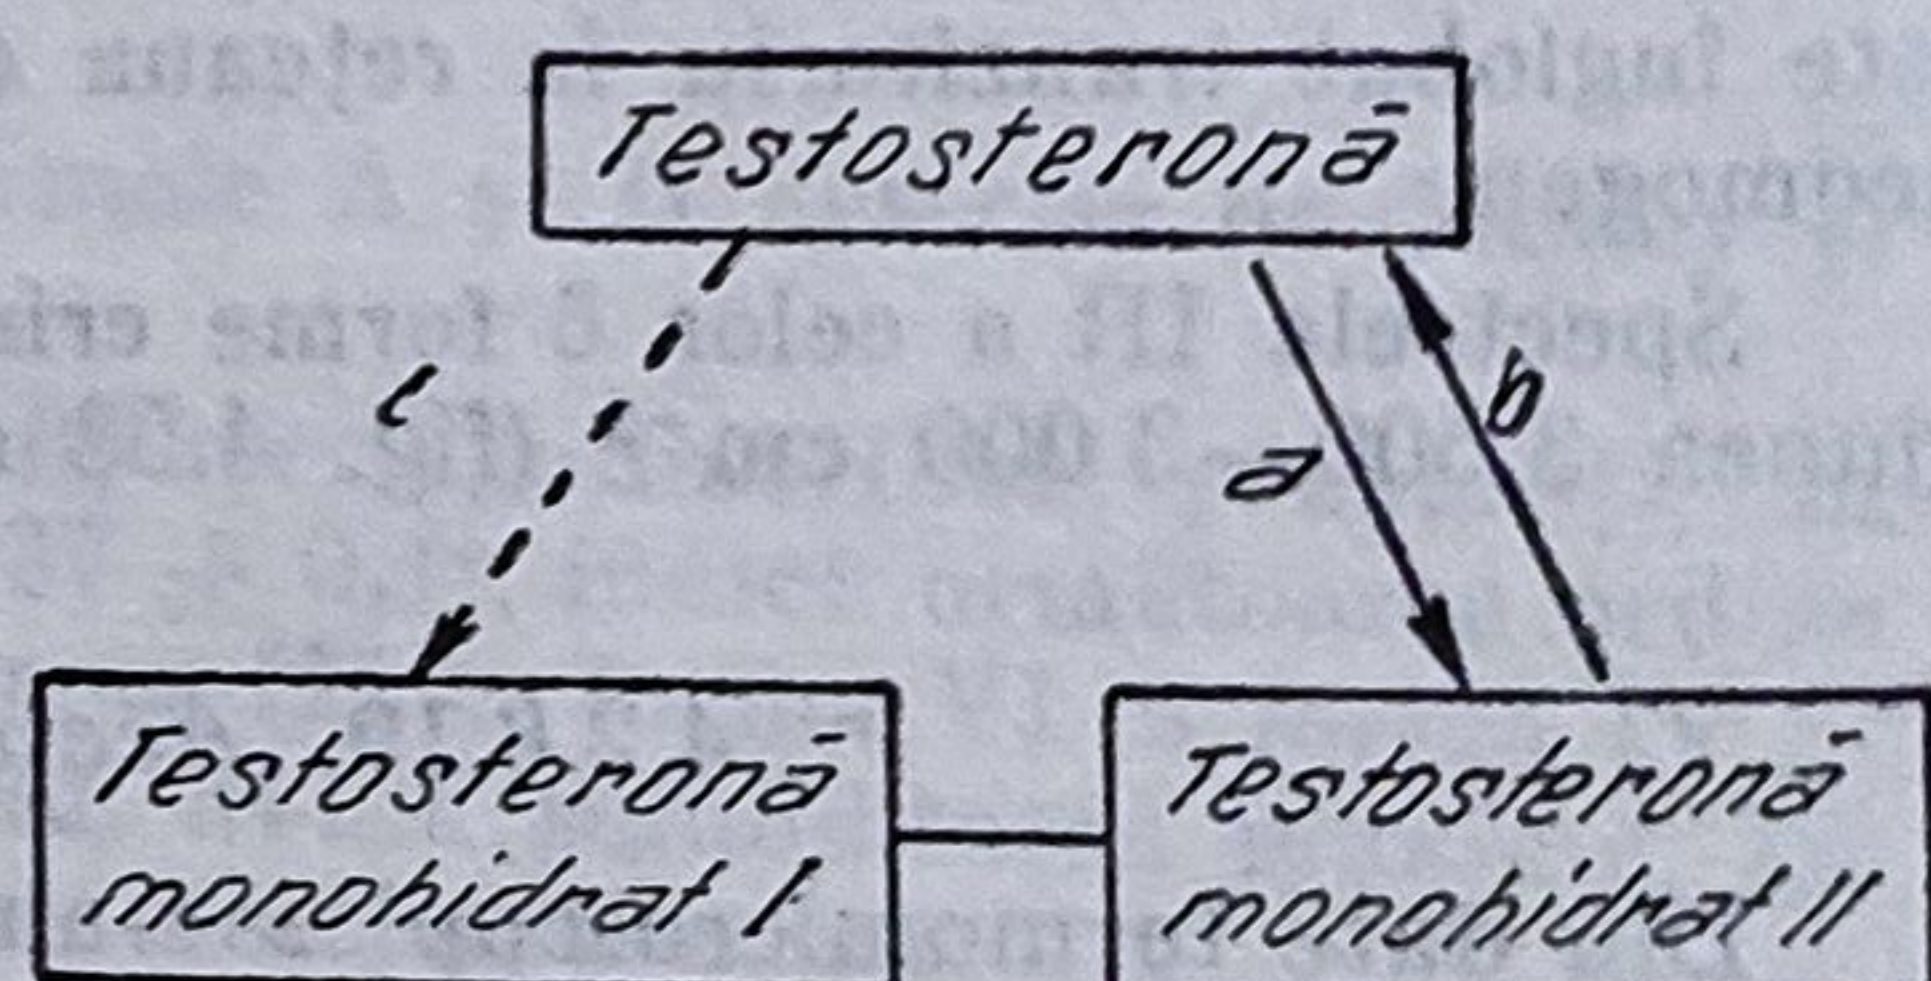 Testosteronă
c
a
b
Testosteronă
monohidrat I
Testosteronă
monohidrat II